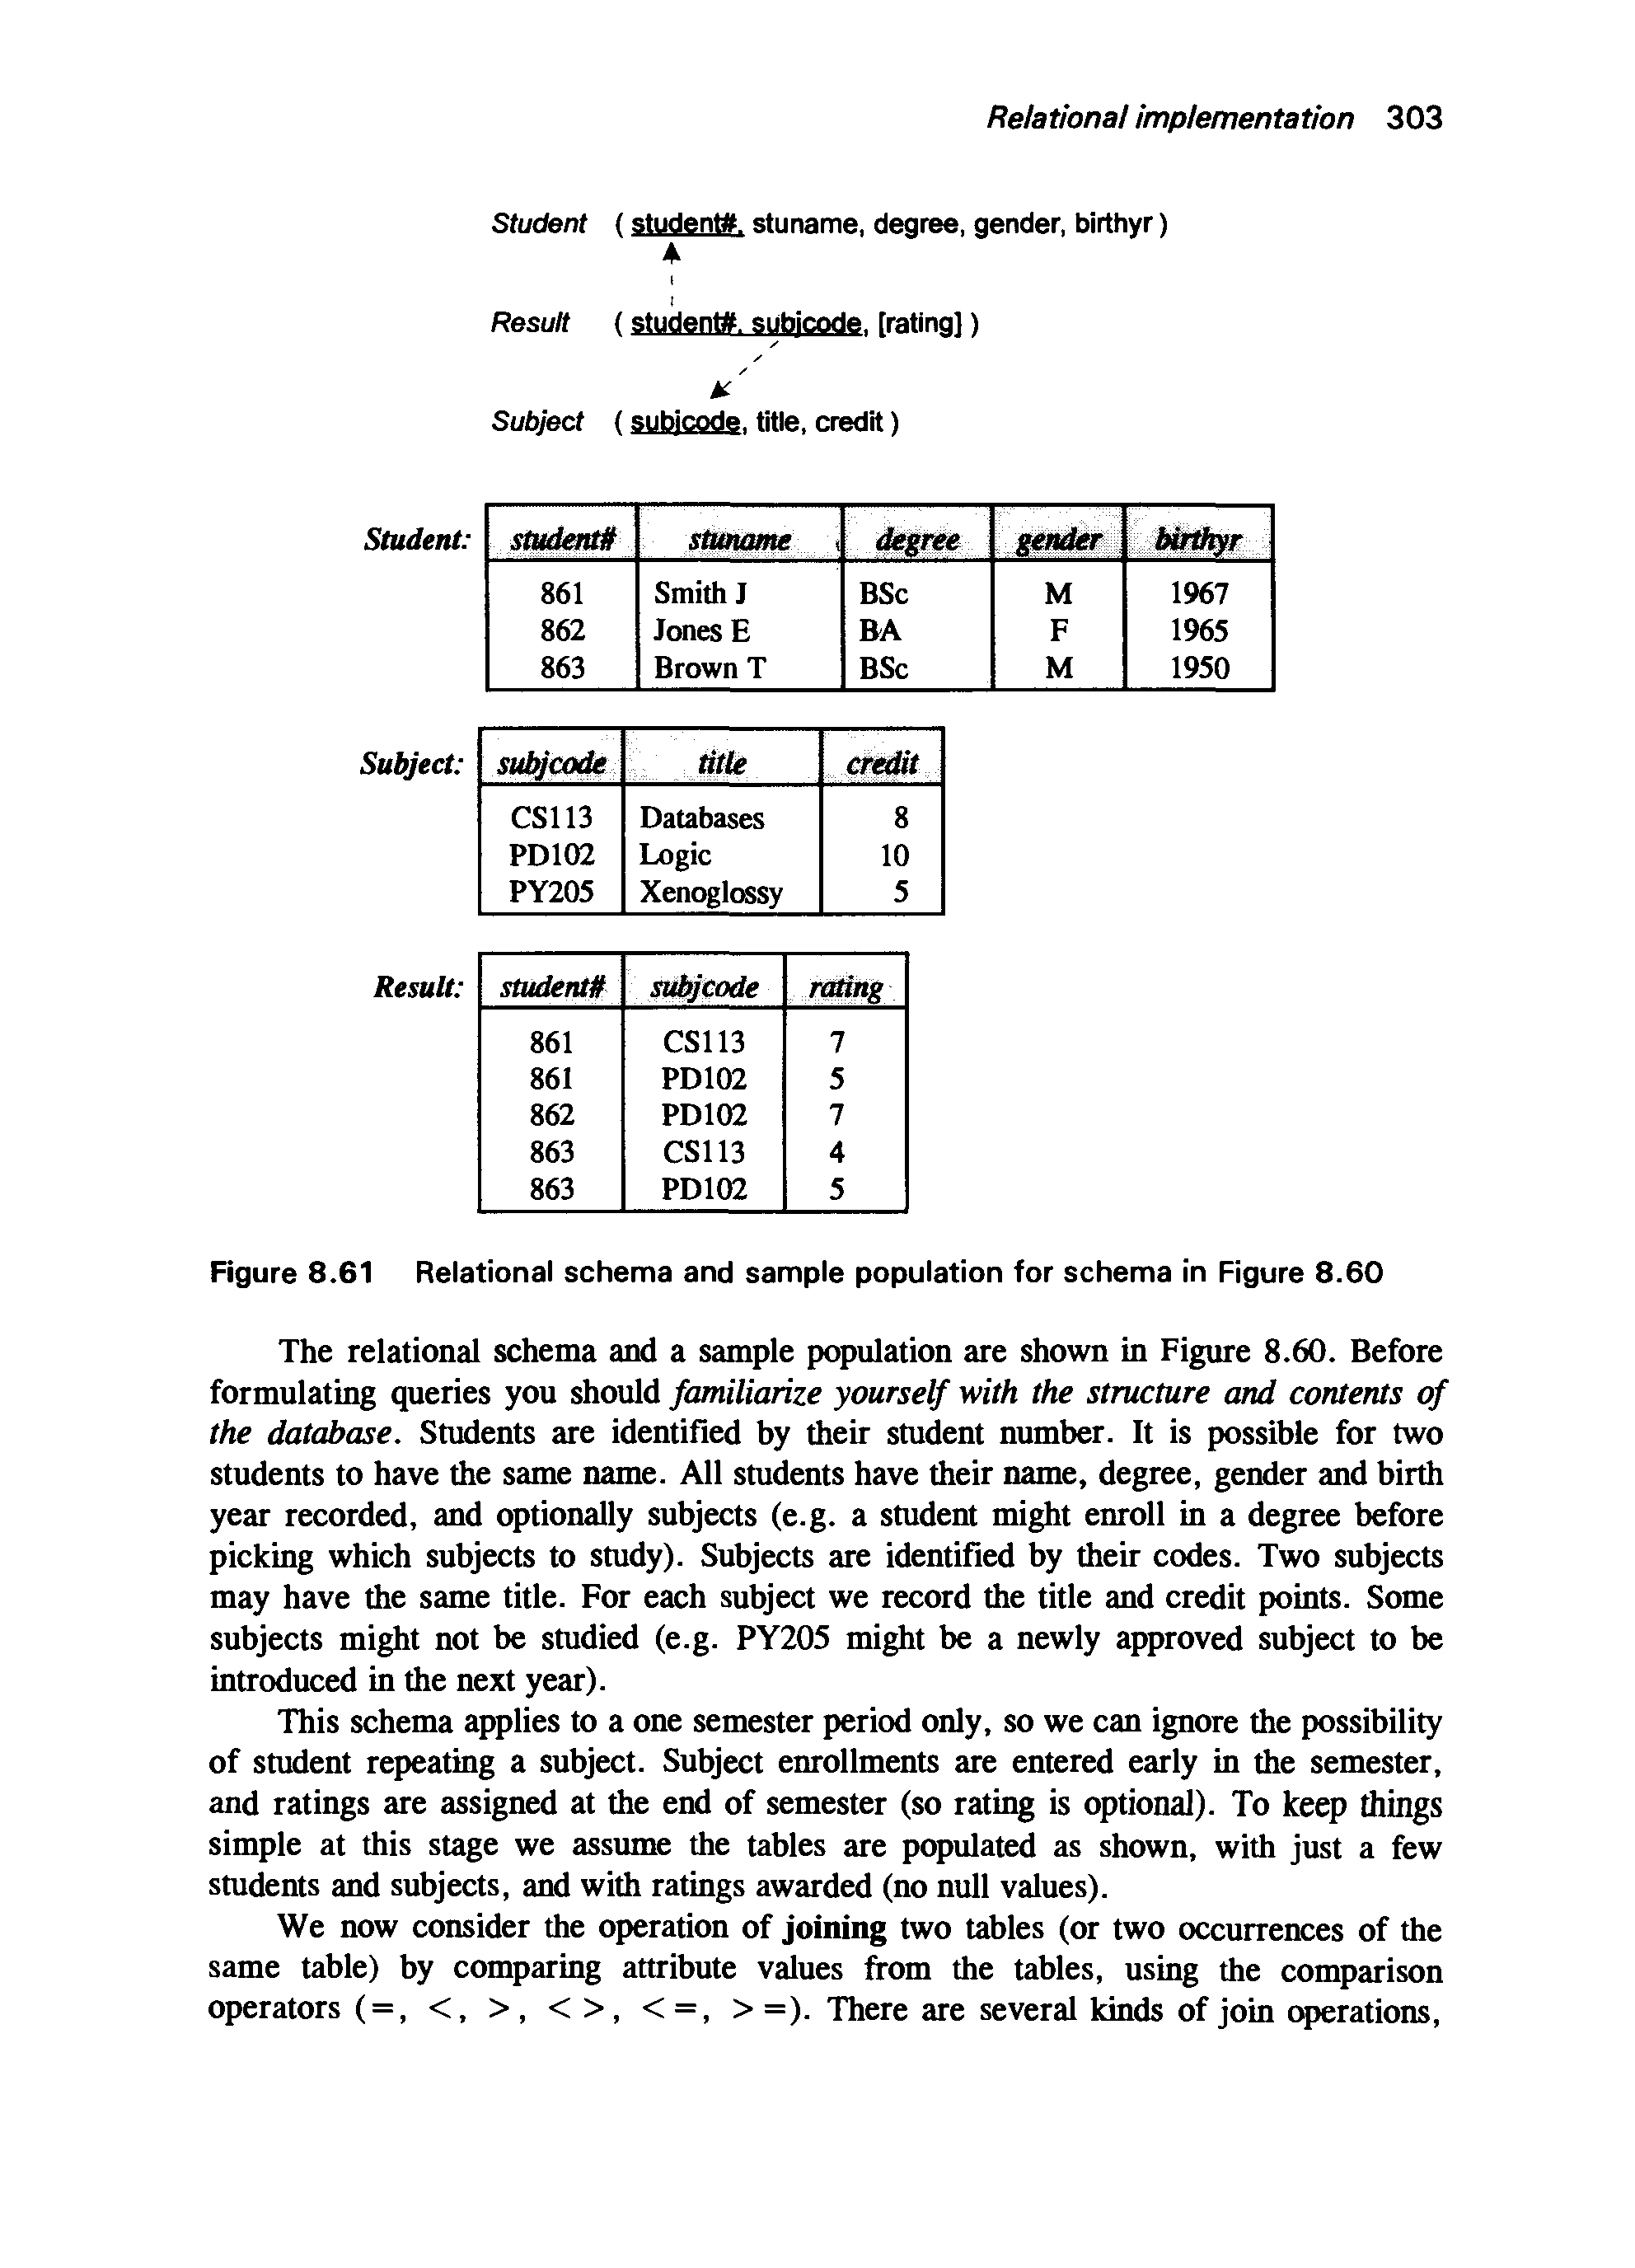 Relational implementation 303
Student ( student#, stuname, degree, gender, birthyr )
Result ( student#, subjcode, [rating] )
Subject ( subjcode, title, credit )
Student: student# stuname degree gender birthyr
861 Smith J BSc M 1967
862 Jones E BA F 1965
863 Brown T BSc M 1950
Subject: subjcode title credit
CS113 Databases 8
PD102 Logic 10
PY205 Xenoglossy 5
Result: student# subjcode rating
861 CS113 7
861 PD102 5
862 PD102 7
863 CS113 4
863 PD102 5
Figure 8.61 Relational schema and sample population for schema in Figure 8.60
The relational schema and a sample population are shown in Figure 8.60. Before
formulating queries you should familiarize yourself with the structure and contents of
the database. Students are identified by their student number. It is possible for two
students to have the same name. All students have their name, degree, gender and birth
year recorded, and optionally subjects (e.g. a student might enroll in a degree before
picking which subjects to study). Subjects are identified by their codes. Two subjects
may have the same title. For each subject we record the title and credit points. Some
subjects might not be studied (e.g. PY205 might be a newly approved subject to be
introduced in the next year).
This schema applies to a one semester period only, so we can ignore the possibility
of student repeating a subject. Subject enrollments are entered early in the semester,
and ratings are assigned at the end of semester (so rating is optional). To keep things
simple at this stage we assume the tables are populated as shown, with just a few
students and subjects, and with ratings awarded (no null values).
We now consider the operation of joining two tables (or two occurrences of the
same table) by comparing attribute values from the tables, using the comparison
operators (=, <, >, < >, < =, > =). There are several kinds of join operations,